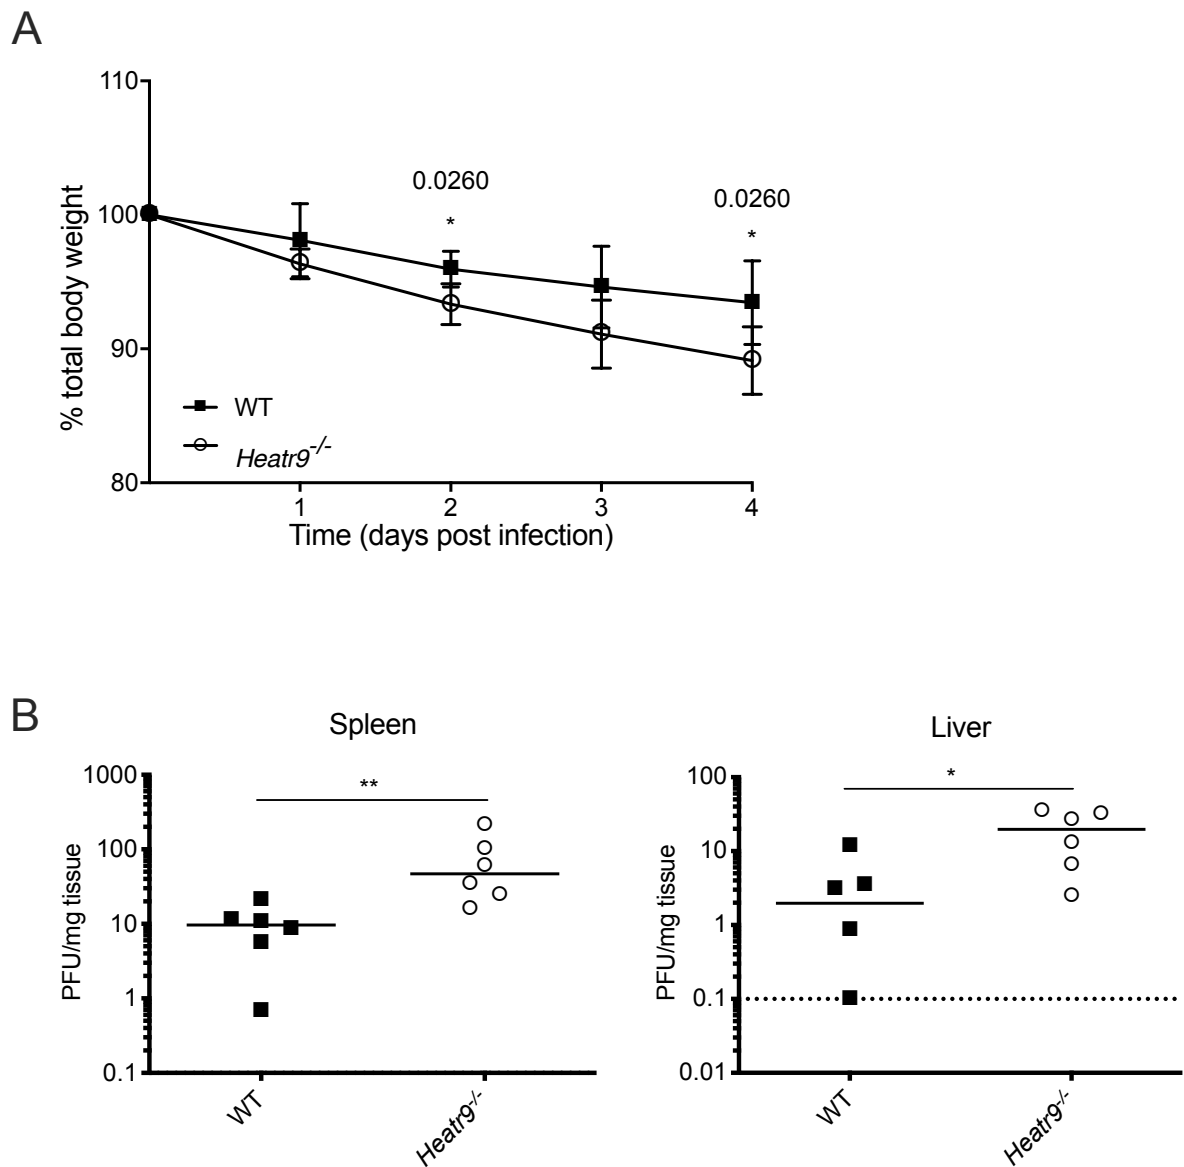 A
110
100
90
80
% total body weight
0.0260
*
0.0260
*
WT
Heatr9-/-
1 2 3 4
Time (days post infection)
B
Spleen
1000
100
10
1
0.1
PFU/mg tissue
**
WT
Heatr9-/-
Liver
100
10
1
0.1
0.01
PFU/mg tissue
*
WT
Heatr9-/-